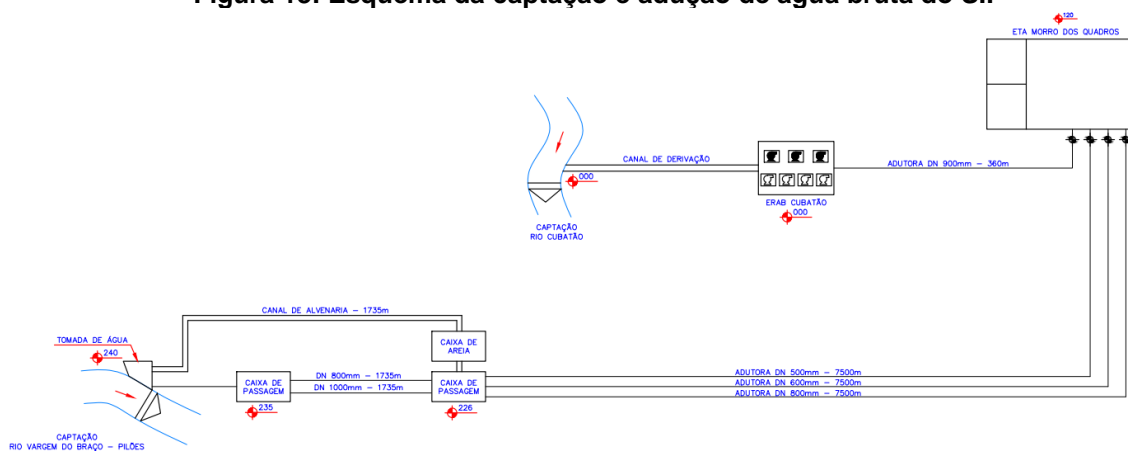 Figura 13: Esquema da captação e adução de água bruta do SIF
120
ETA MORRO DOS QUADROS
CANAL DE DERIVAÇÃO
ADUTORA DN 900mm – 360m
000
ERAB CUBATÃO
000
CAPTAÇÃO
RIO CUBATÃO
CANAL DE ALVENARIA – 1735m
TOMADA DE ÁGUA
240
CAIXA DE
AREIA
DN 800mm – 1735m
DN 1000mm – 1735m
CAIXA DE
PASSAGEM
CAIXA DE
PASSAGEM
235
226
ADUTORA DN 500mm – 7500m
ADUTORA DN 600mm – 7500m
ADUTORA DN 800mm – 7500m
CAPTAÇÃO
RIO VARGEM DO BRAÇO – PILÕES